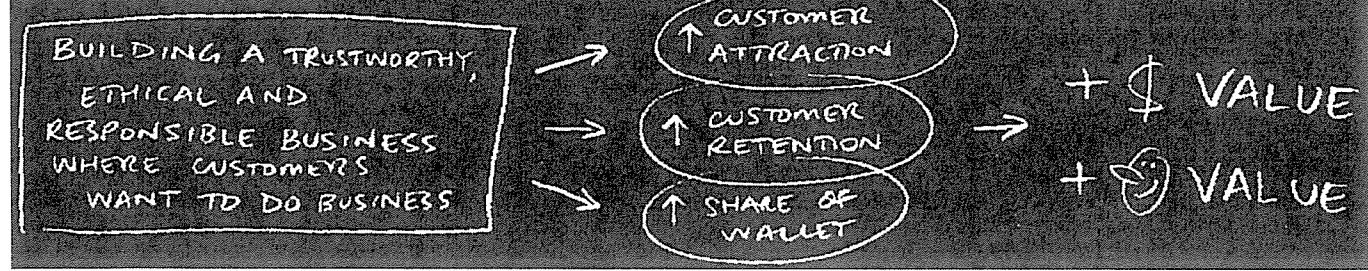 BUILDING A TRUSTWORTHY,
ETHICAL AND
RESPONSIBLE BUSINESS
WHERE CUSTOMERS
WANT TO DO BUSINESS
↑ CUSTOMER
ATTRACTION
↑ CUSTOMER
RETENTION
↑ SHARE OF
WALLET
+ $ VALUE
+ VALUE